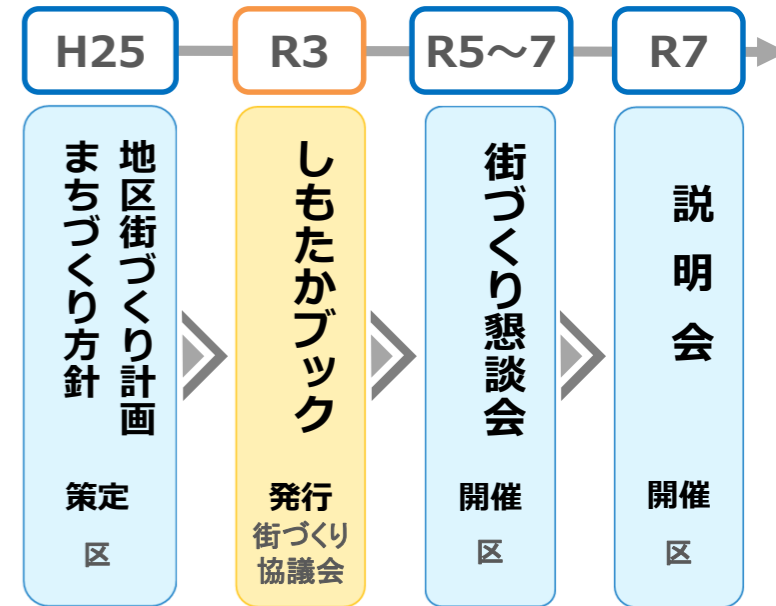 H25
R3
R5～7
R7
地区街づくり計画
まちづくり方針
策定
区
しもたかブック
発行
街づくり
協議会
街づくり懇談会
開催
区
説明会
開催
区